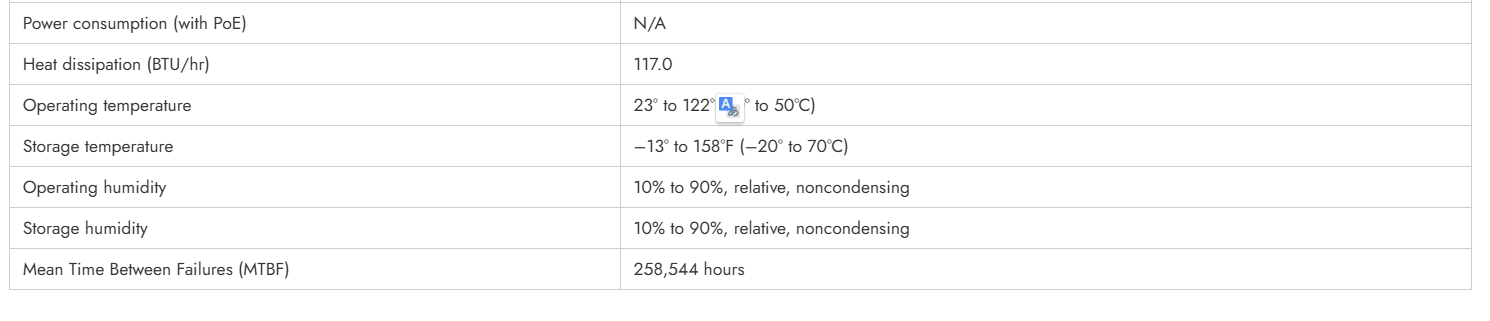 Power consumption (with PoE) N/A
Heat dissipation (BTU/hr) 117.0
Operating temperature 23° to 122° ° to 50°C)
Storage temperature –13° to 158°F (–20° to 70°C)
Operating humidity 10% to 90%, relative, noncondensing
Storage humidity 10% to 90%, relative, noncondensing
Mean Time Between Failures (MTBF) 258,544 hours